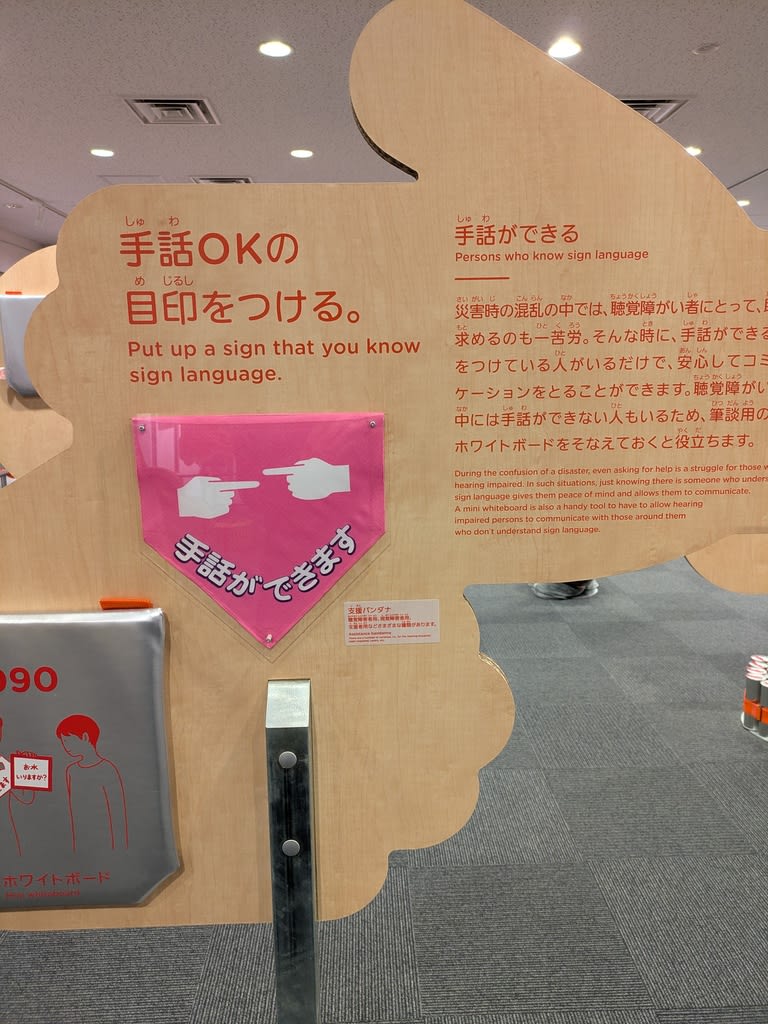 手話OKの
目印をつける。
Put up a sign that you know
sign language.
手話ができます
支援バンダナ
Assistance bandanna
手話ができる
Persons who know sign language
災害時の混乱の中では、聴覚障がい者にとって、
求めるのも一苦労。そんな時に、手話ができる
をつけている人がいるだけで、安心してコミ
ケーションをとることができます。聴覚障がい
中には手話ができない人もいるため、筆談用の
ホワイトボードをそなえておくと役立ちます。
During the confusion of a disaster, even asking for help is a struggle for those
hearing impaired. In such situations, just knowing there is someone who
sign language gives them peace of mind and allows them to communicate.
A mini whiteboard is also a handy tool to have to allow hearing
impaired persons to communicate with those around them
who don't understand sign language.
090
お水
いりますか?
ホワイトボード
Mini whiteboard